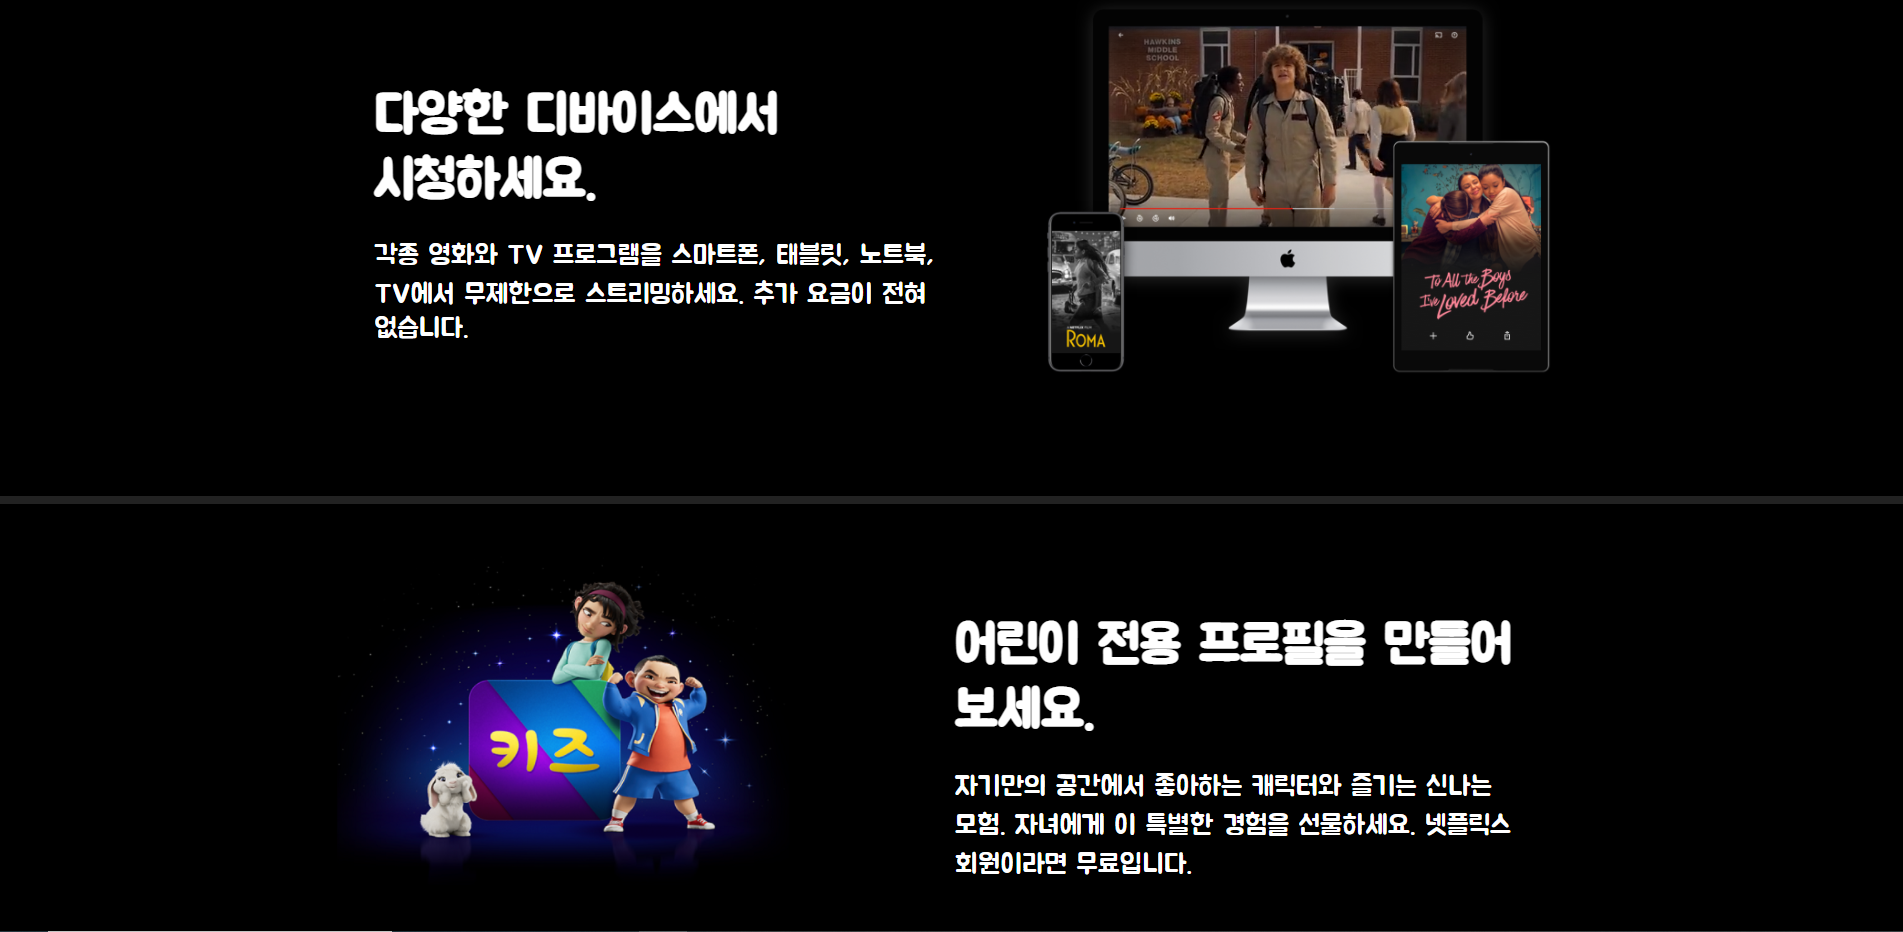 다양한 디바이스에서
시청하세요.
각종 영화와 TV 프로그램을 스마트폰, 태블릿, 노트북,
TV에서 무제한으로 스트리밍하세요. 추가 요금이 전혀
없습니다.
HAWKINS
MIDDLE
SCHOOL
A NETFLIX FILM
ROMA
To All the Boys
I've Loved Before
키즈
어린이 전용 프로필을 만들어
보세요.
자기만의 공간에서 좋아하는 캐릭터와 즐기는 신나는
모험. 자녀에게 이 특별한 경험을 선물하세요. 넷플릭스
회원이라면 무료입니다.